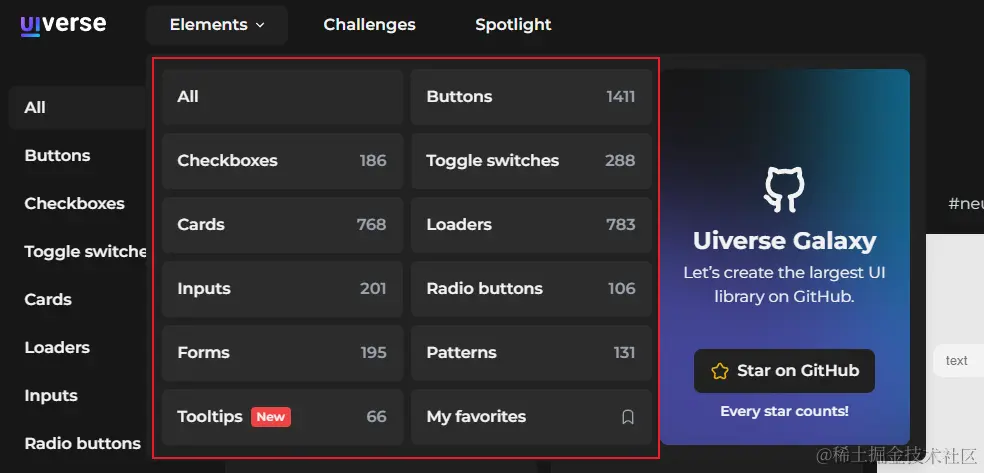 uiverse
Elements
Challenges
Spotlight
All
Buttons
Checkboxes
Toggle switche
Cards
Loaders
Inputs
Radio buttons
All
Buttons 1411
Checkboxes 186
Toggle switches 288
Cards 768
Loaders 783
Inputs 201
Radio buttons 106
Forms 195
Patterns 131
Tooltips New 66
My favorites
Uiverse Galaxy
Let's create the largest UI
library on GitHub.
Star on GitHub
Every star counts!
#neu
text
@稀土掘金技术社区